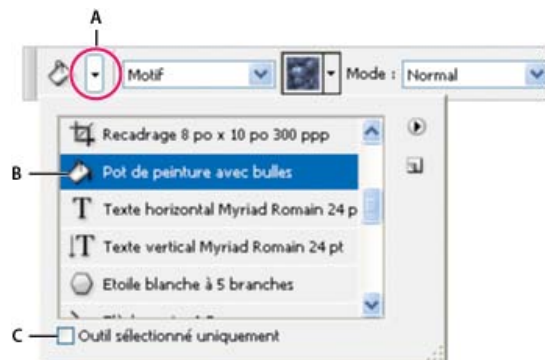 A
Motif Mode : Normal
Recadrage 8 po x 10 po 300 ppp
B Pot de peinture avec bulles
Texte horizontal Myriad Romain 24 p
Texte vertical Myriad Romain 24 pt
Etoile blanche à 5 branches
C Outil sélectionné uniquement